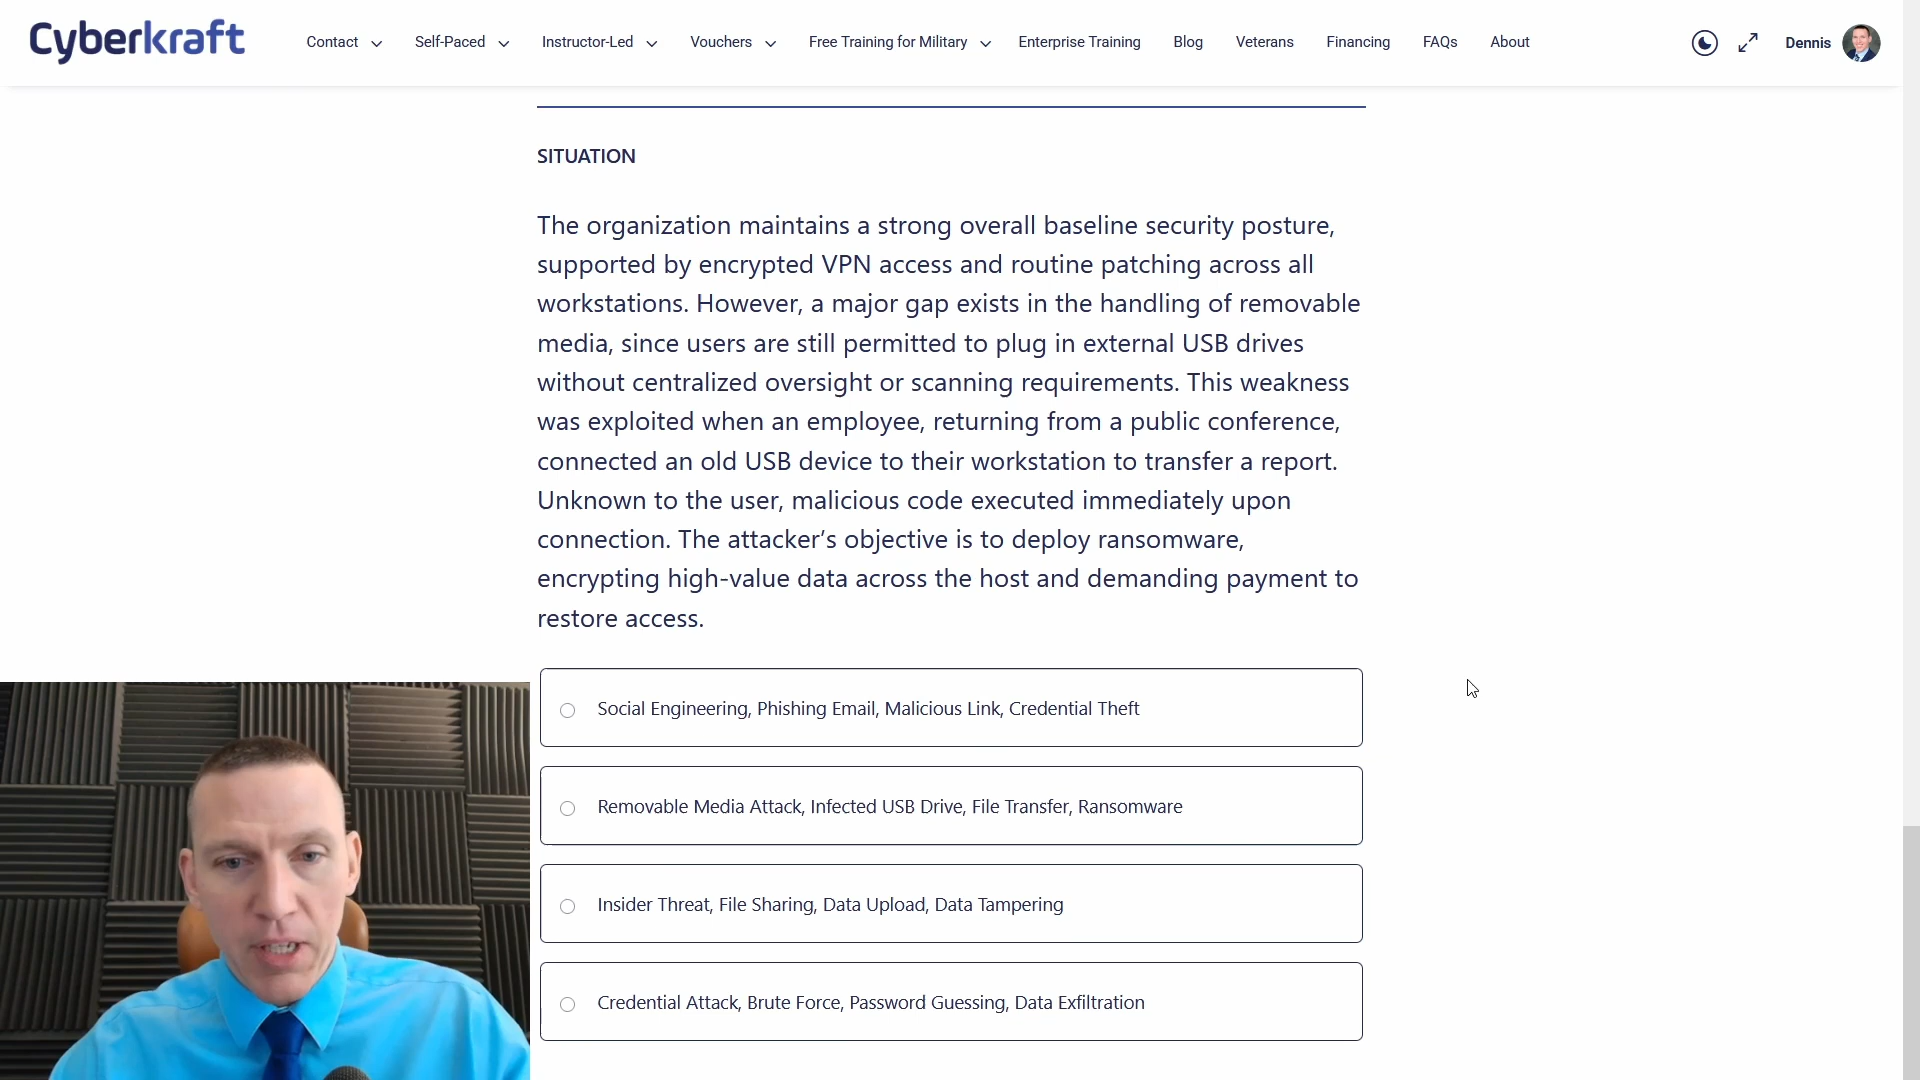 Cyberkraft
Contact Self-Paced Instructor-Led Vouchers Free Training for Military Enterprise Training Blog Veterans Financing FAQs About Dennis
SITUATION
The organization maintains a strong overall baseline security posture,
supported by encrypted VPN access and routine patching across all
workstations. However, a major gap exists in the handling of removable
media, since users are still permitted to plug in external USB drives
without centralized oversight or scanning requirements. This weakness
was exploited when an employee, returning from a public conference,
connected an old USB device to their workstation to transfer a report.
Unknown to the user, malicious code executed immediately upon
connection. The attacker’s objective is to deploy ransomware,
encrypting high-value data across the host and demanding payment to
restore access.
Social Engineering, Phishing Email, Malicious Link, Credential Theft
Removable Media Attack, Infected USB Drive, File Transfer, Ransomware
Insider Threat, File Sharing, Data Upload, Data Tampering
Credential Attack, Brute Force, Password Guessing, Data Exfiltration